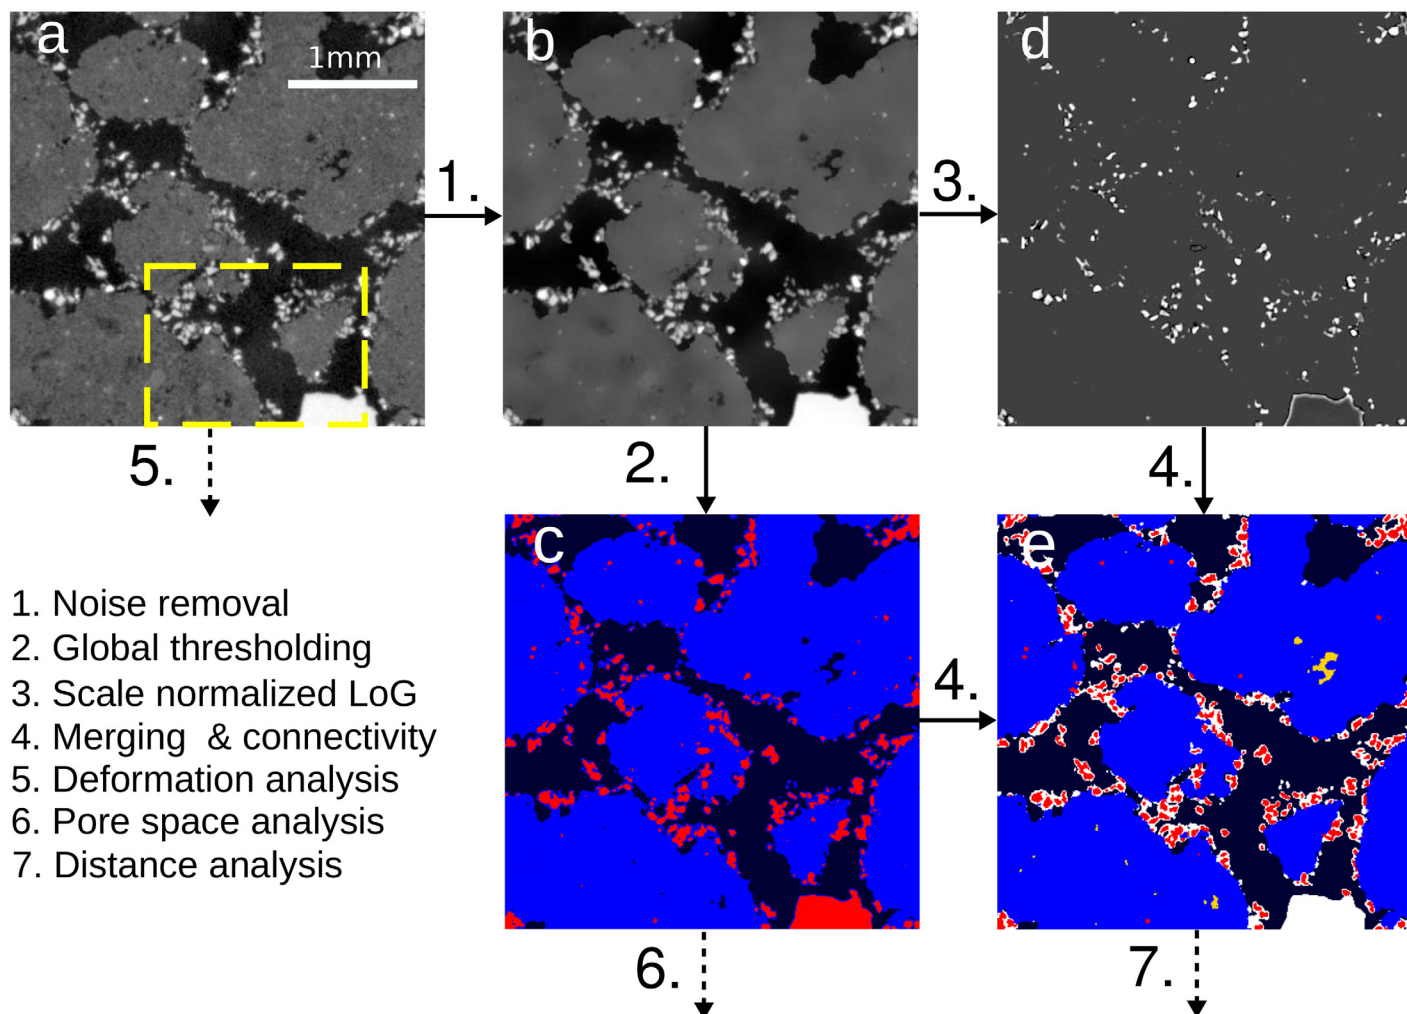 a
1mm
b
d
1.
3.
5.
2.
4.
c
e
4.
1. Noise removal
2. Global thresholding
3. Scale normalized LoG
4. Merging & connectivity
5. Deformation analysis
6. Pore space analysis
7. Distance analysis
6.
7.